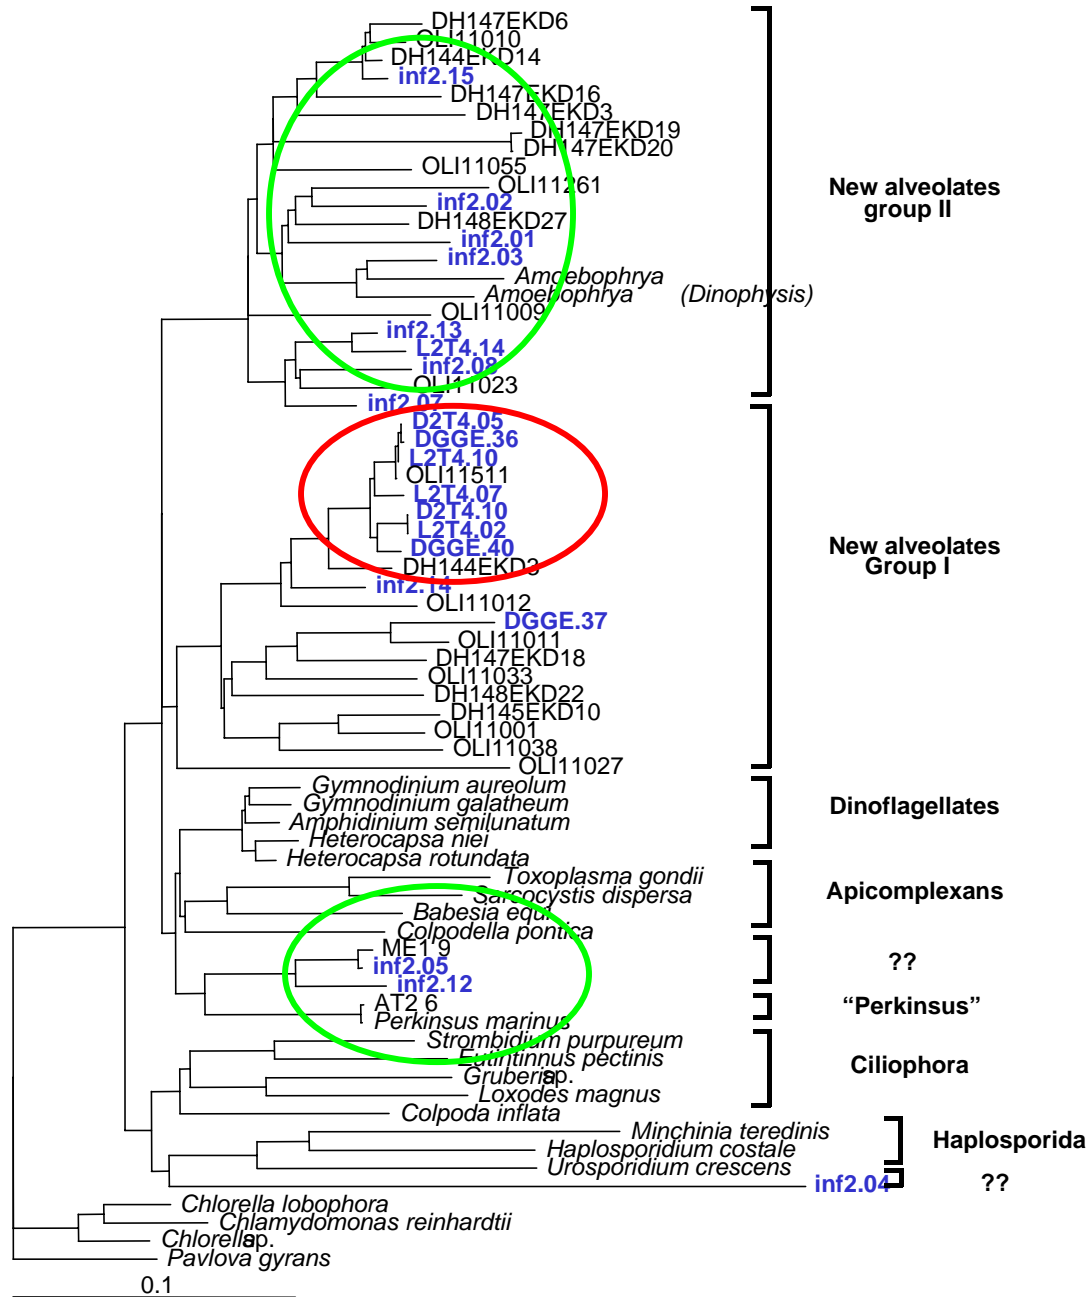 DH147EKD6
OLI11010
DH144EKD14
inf2.15
DH147EKD16
DH147EKD3
DH147EKD19
DH147EKD20
OLI11055
OLI11261
inf2.02
DH148EKD27
inf2.01
inf2.03
Amoebophrya
Amoebophrya (Dinophysis)
OLI11009
inf2.13
L2T4.14
inf2.08
OLI11023
inf2.07
New alveolates
group II
D2T4.05
DGGE.36
L2T4.10
OLI11511
L2T4.07
D2T4.10
L2T4.02
DGGE.40
DH144EKD3
inf2.14
OLI11012
DGGE.37
OLI11011
DH147EKD18
OLI11033
DH148EKD22
DH145EKD10
OLI11001
OLI11038
OLI11027
New alveolates
Group I
Gymnodinium aureolum
Gymnodinium galatheum
Amphidinium semilunatum
Heterocapsa niei
Heterocapsa rotundata
Dinoflagellates
Toxoplasma gondii
Sarcocystis dispersa
Babesia equi
Colpodella pontica
Apicomplexans
ME1 9
inf2.05
inf2.12
??
AT2 6
Perkinsus marinus
“Perkinsus”
Strombidium purpureum
Eutintinnus pectinis
Gruberia sp.
Loxodes magnus
Colpoda inflata
Ciliophora
Minchinia teredinis
Haplosporidium costale
Urosporidium crescens
Haplosporida
inf2.04
??
Chlorella lobophora
Chlamydomonas reinhardtii
Chlorella sp.
Pavlova gyrans
0.1